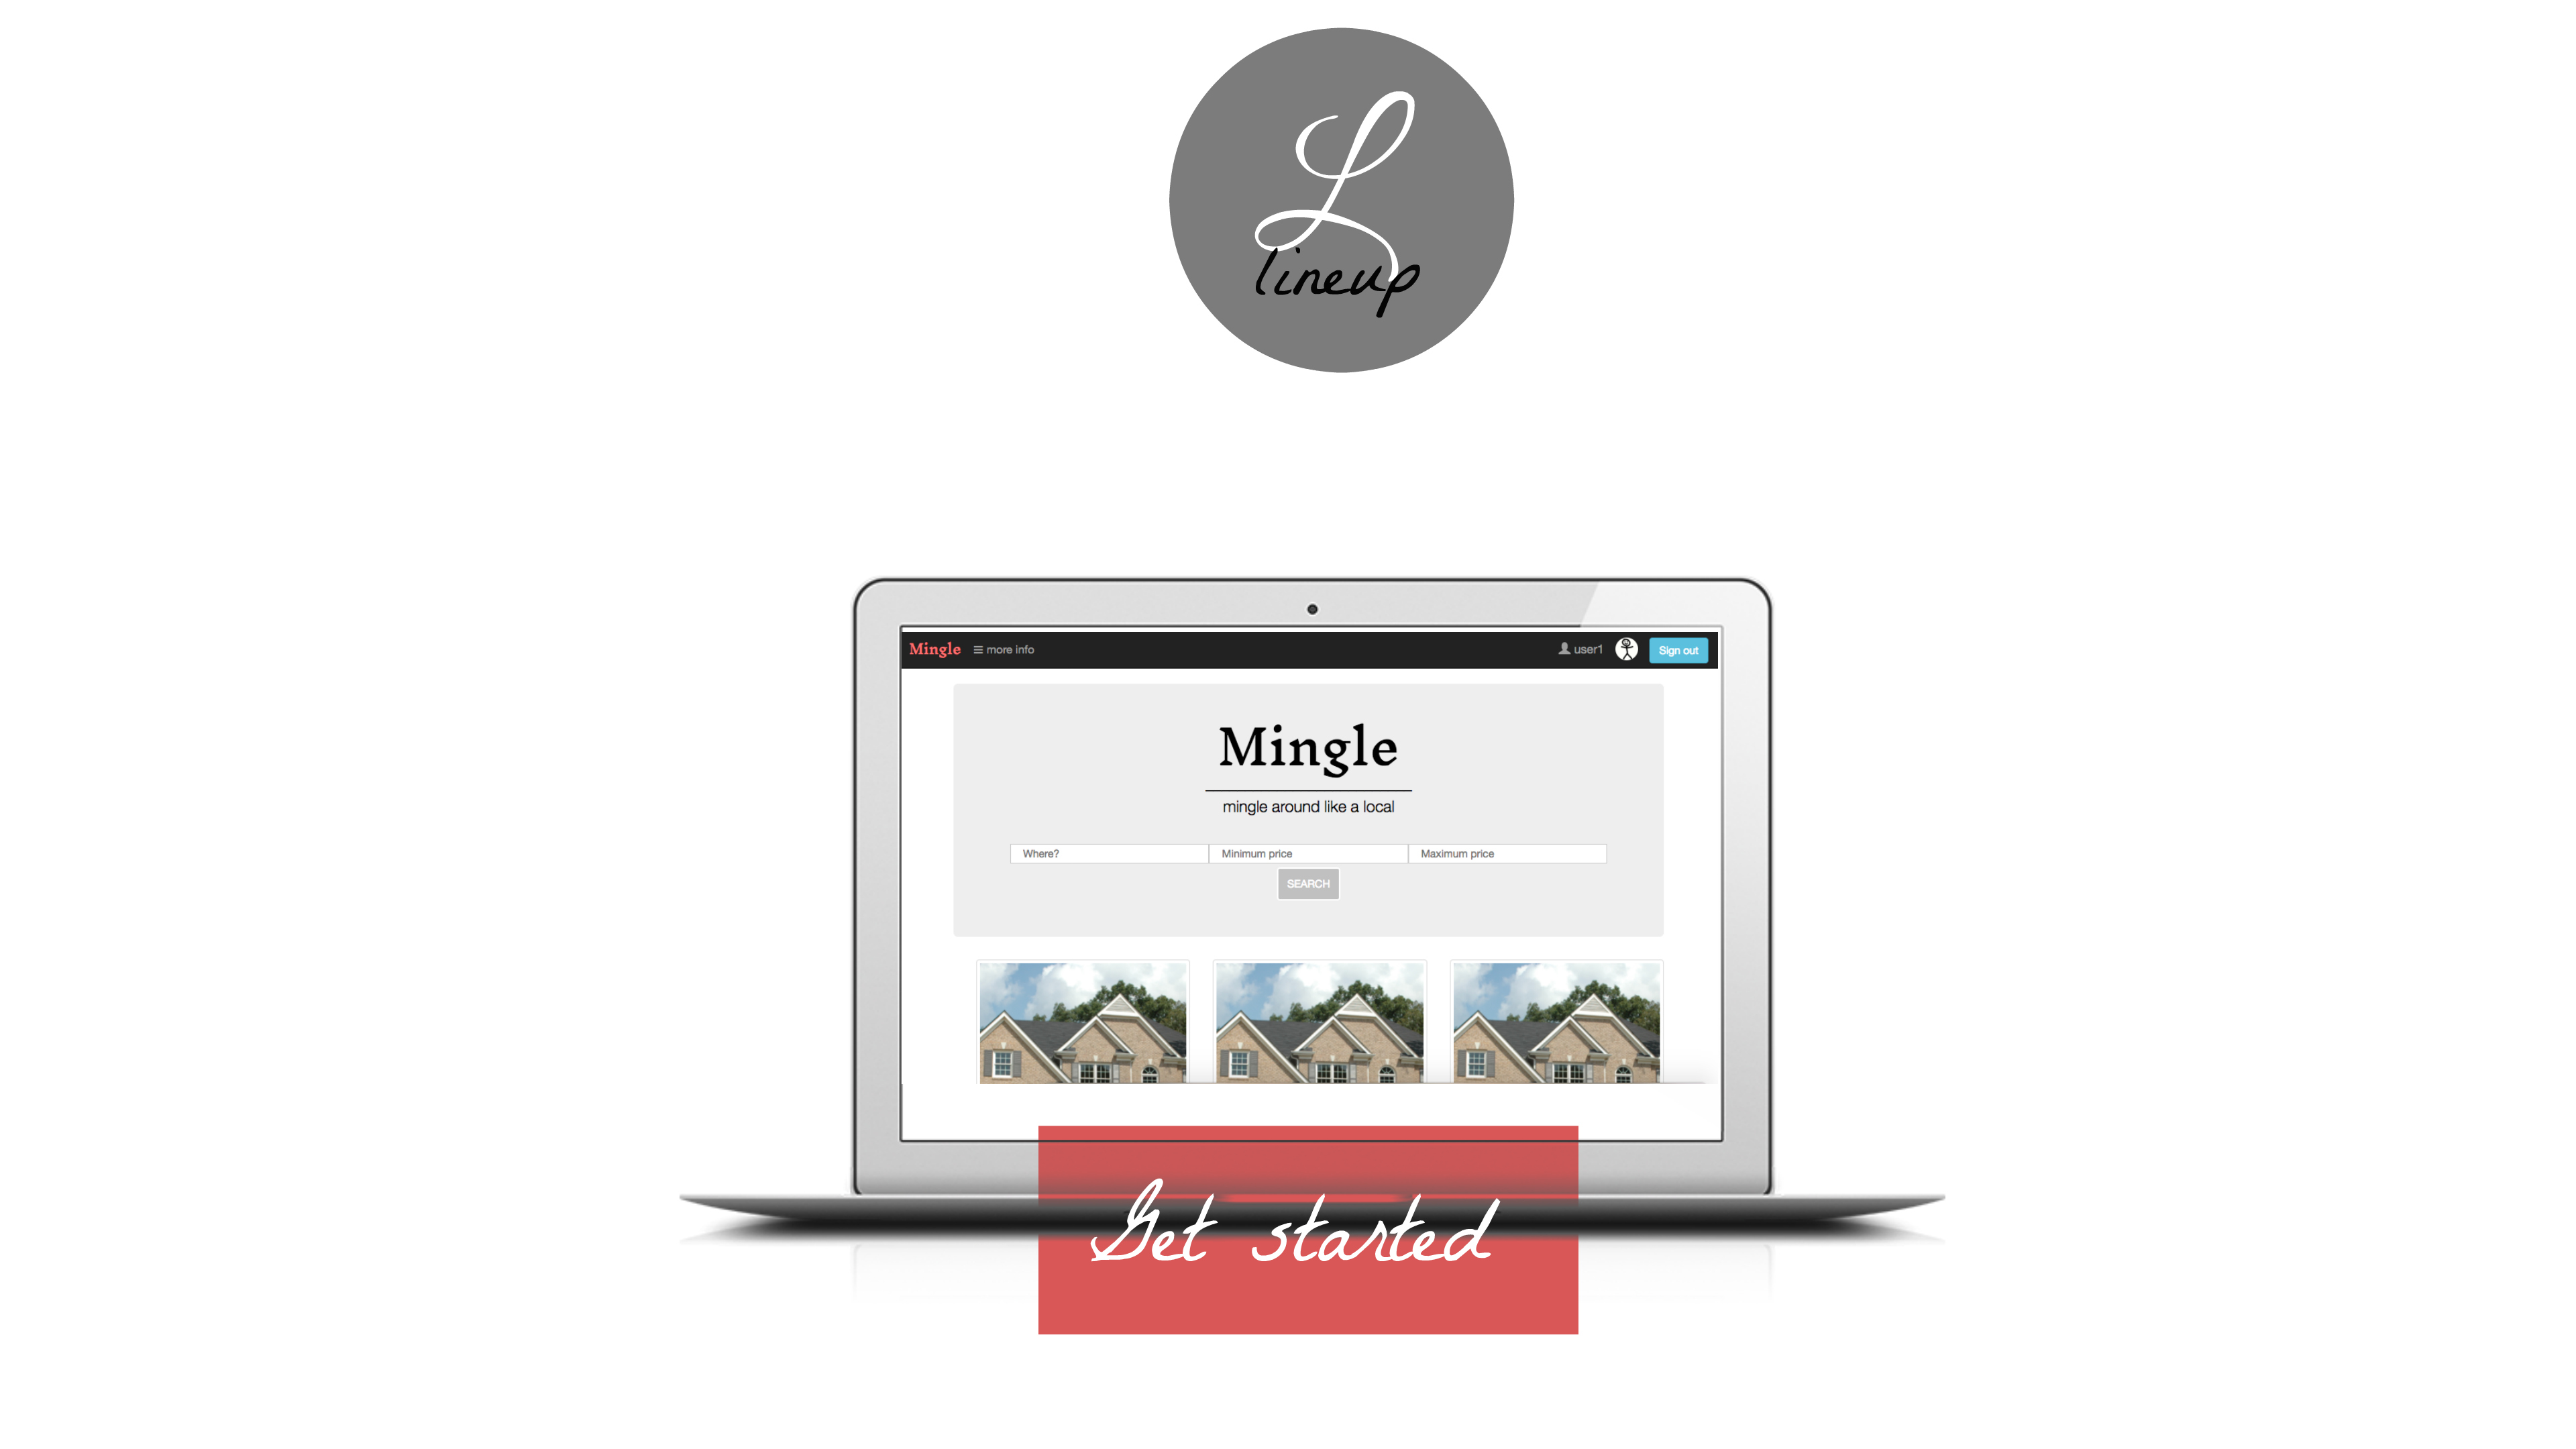 L
lineup
Mingle more info user1 Sign out
Mingle
mingle around like a local
Where? Minimum price Maximum price
SEARCH
Get started